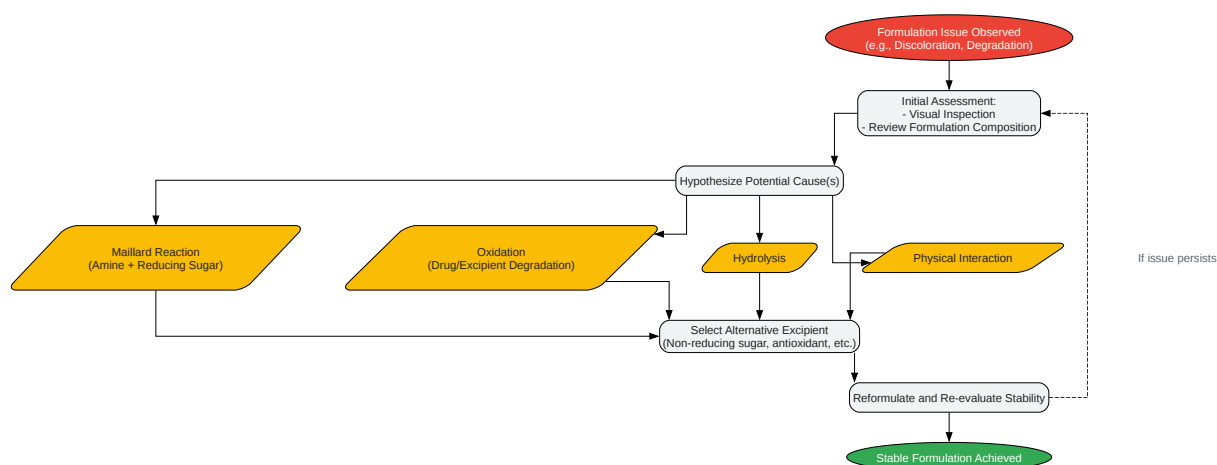 Formulation Issue Observed
(e.g., Discoloration, Degradation)
Initial Assessment:
- Visual Inspection
- Review Formulation Composition
Hypothesize Potential Cause(s)
Maillard Reaction
(Amine + Reducing Sugar)
Oxidation
(Drug/Excipient Degradation)
Hydrolysis
Physical Interaction
If issue persists
Select Alternative Excipient
(Non-reducing sugar, antioxidant, etc.)
Reformulate and Re-evaluate Stability
Stable Formulation Achieved